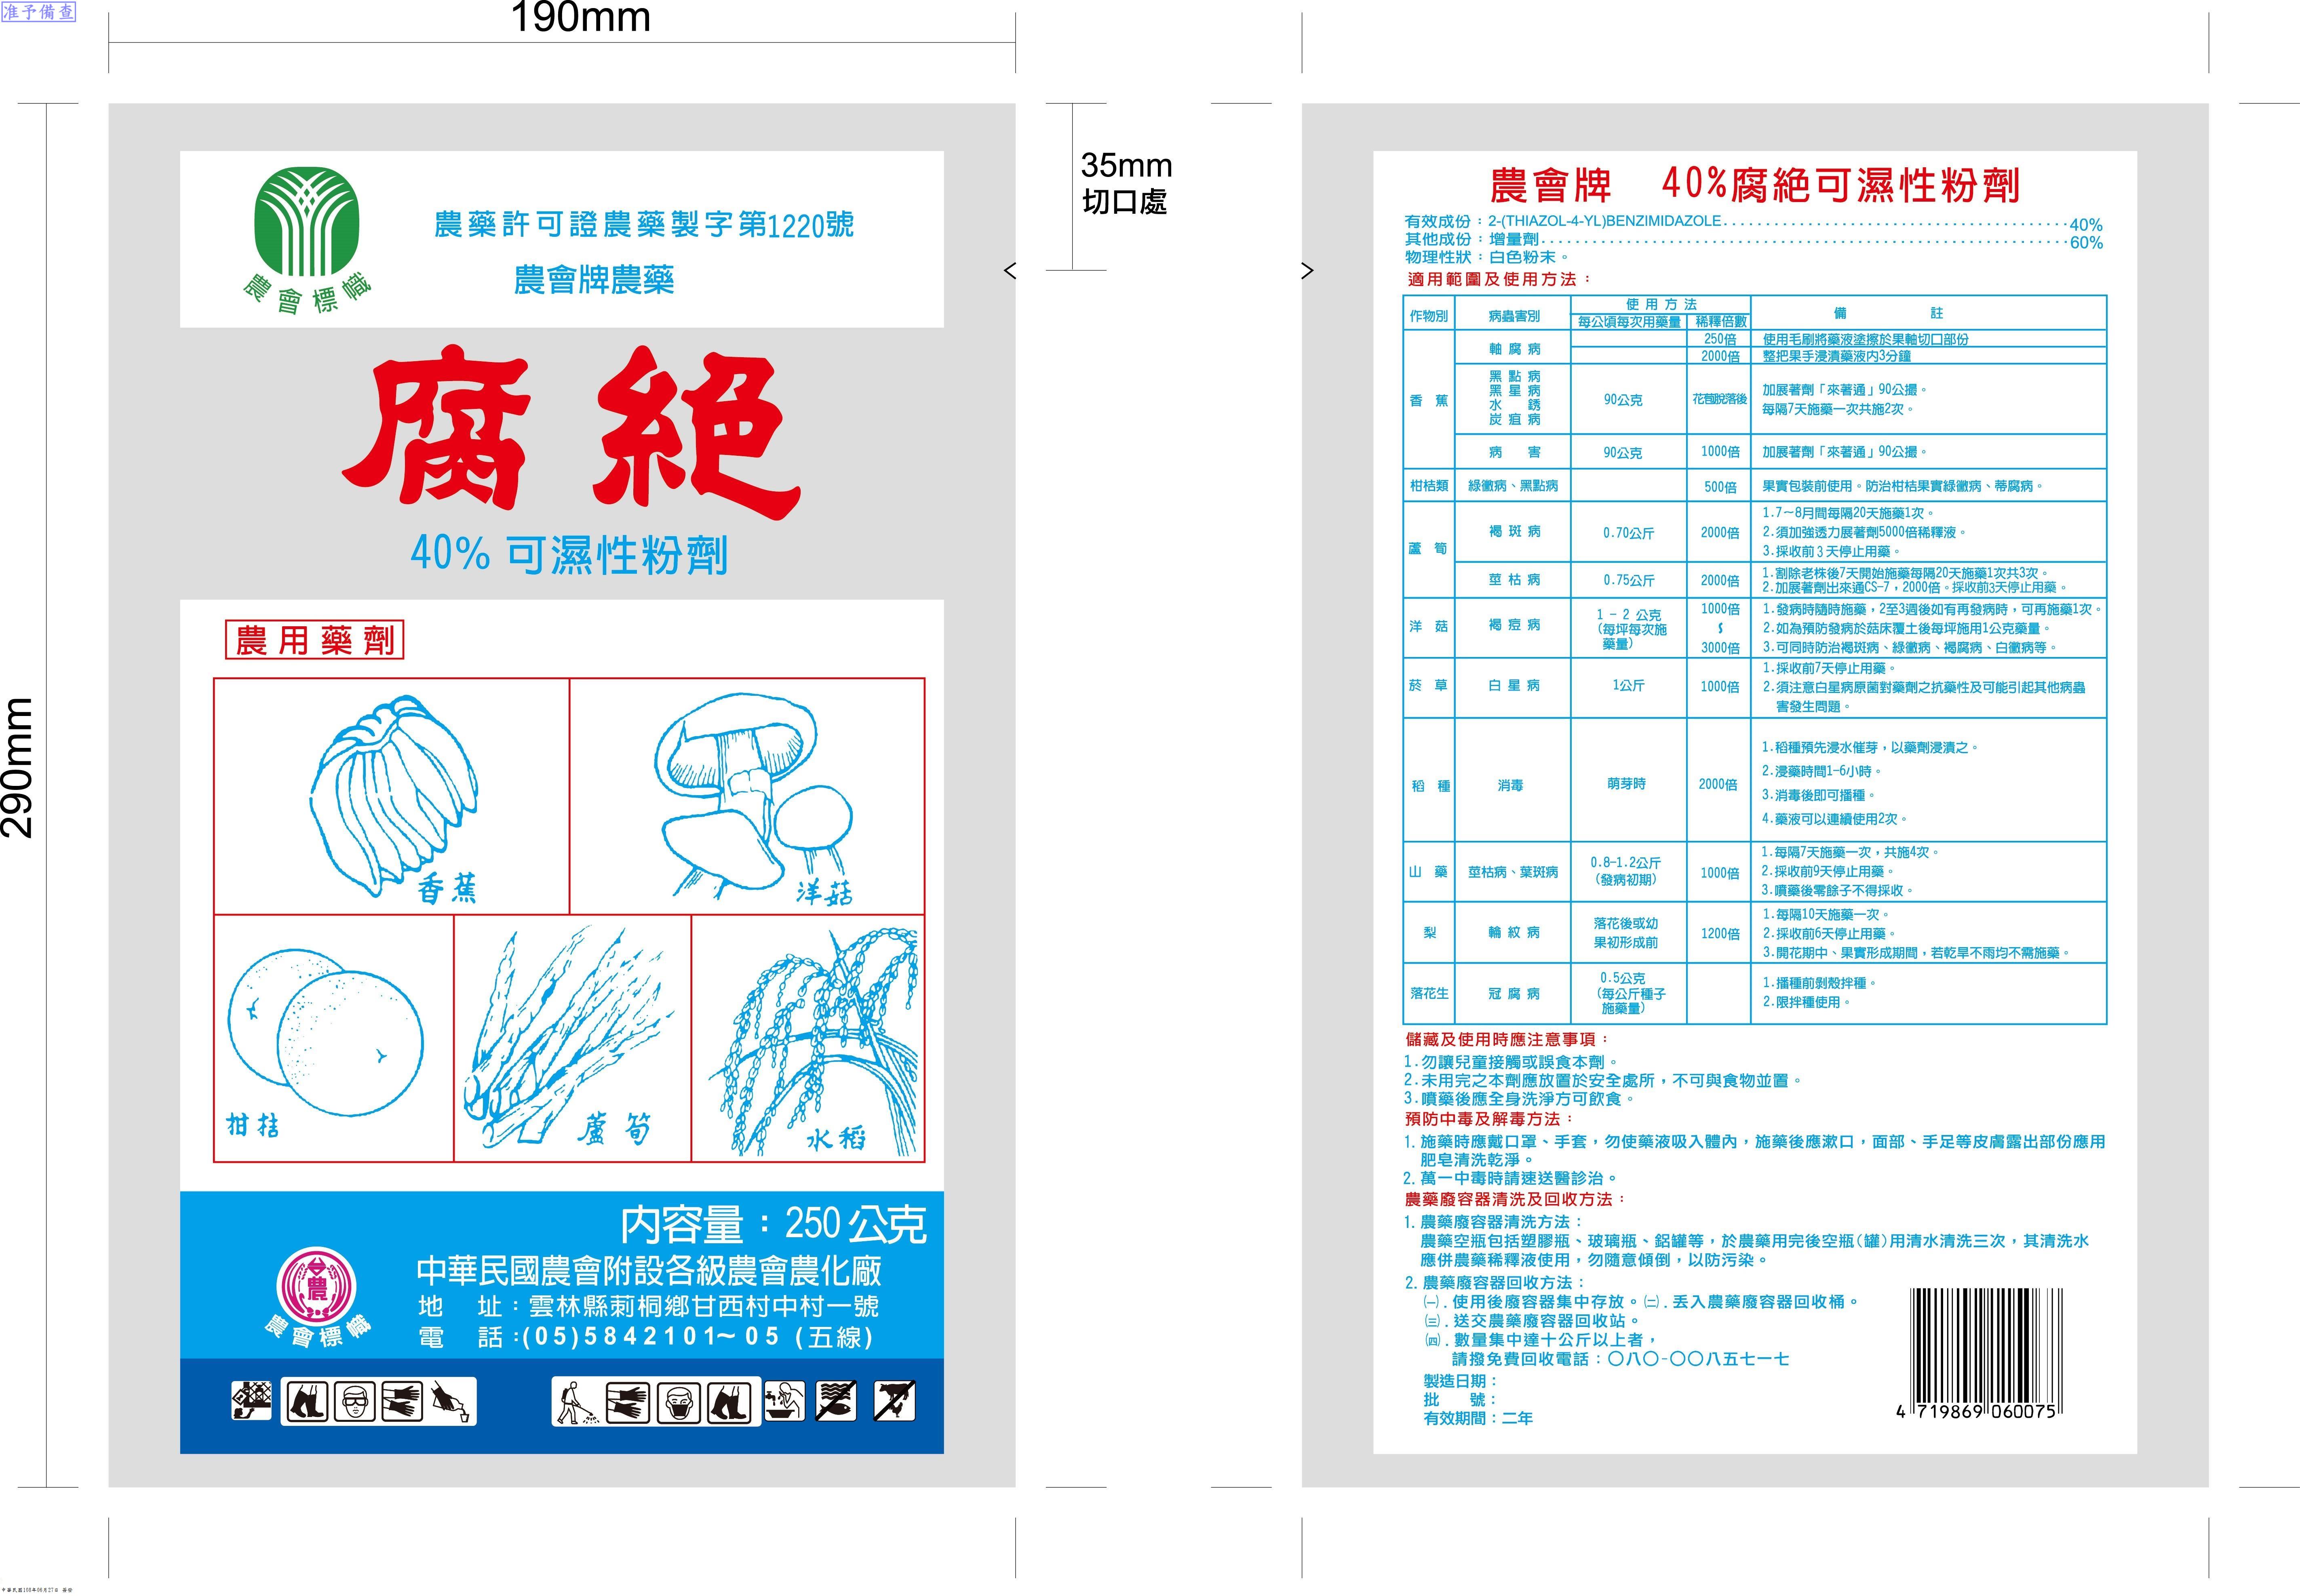 准予備查
190mm
290mm
35mm
切口處
農會標幟
農藥許可證農藥製字第1220號
農會牌農藥
腐絕
40% 可濕性粉劑
農用藥劑
香蕉
洋菇
柑桔
蘆筍
水稻
內容量：250公克
農會標幟
中華民國農會附設各級農會農化廠
地 址：雲林縣莿桐鄉甘西村中村一號
電 話：(05)5842101~05 (五線)
農會牌 40%腐絕可濕性粉劑
有效成份：2-(THIAZOL-4-YL)BENZIMIDAZOLE........................................40%
其他成份：增量劑........................................60%
物理性狀：白色粉末。
適用範圍及使用方法：
作物別 病蟲害別 使用方法 備 註
每公頃每次用藥量 稀釋倍數
香蕉 軸腐病 250倍 使用毛刷將藥液塗擦於果軸切口部份
2000倍 整把果手浸漬藥液內3分鐘
黑點病
黑星病
水 銹
炭疽病
90公克 花苞脫落後 加展著劑「來著通」90公撮。
每隔7天施藥一次共施2次。
病 害 90公克 1000倍 加展著劑「來著通」90公撮。
柑桔類 綠黴病、黑點病 500倍 果實包裝前使用。防治柑桔果實綠黴病、蒂腐病。
蘆筍 褐斑病 0.70公斤 2000倍 1.7～8月間每隔20天施藥1次。
2.須加強透力展著劑5000倍稀釋液。
3.採收前3天停止用藥。
莖枯病 0.75公斤 2000倍 1.割除老株後7天開始施藥每隔20天施藥1次共3次。
2.加展著劑出來通CS-7，2000倍。採收前3天停止用藥。
洋菇 褐痘病 1－2 公克
(每坪每次施
藥量)
1000倍
～
3000倍
1.發病時隨時施藥，2至3週後如有再發病時，可再施藥1次。
2.如為預防發病於菇床覆土後每坪施用1公克藥量。
3.可同時防治褐斑病、綠黴病、褐腐病、白黴病等。
菸草 白星病 1公斤 1000倍 1.採收前7天停止用藥。
2.須注意白星病原菌對藥劑之抗藥性及可能引起其他病蟲
害發生問題。
稻種 消毒 萌芽時 2000倍 1.稻種預先浸水催芽，以藥劑浸漬之。
2.浸藥時間1-6小時。
3.消毒後即可播種。
4.藥液可以連續使用2次。
山藥 莖枯病、葉斑病 0.8-1.2公斤
(發病初期)
1000倍 1.每隔7天施藥一次，共施4次。
2.採收前9天停止用藥。
3.噴藥後零餘子不得採收。
梨 輪紋病 落花後或幼
果初形成前
1200倍 1.每隔10天施藥一次。
2.採收前6天停止用藥。
3.開花期中、果實形成期間，若乾旱不雨均不需施藥。
落花生 冠腐病 0.5公克
(每公斤種子
施藥量)
1.播種前剝殼拌種。
2.限拌種使用。
儲藏及使用時應注意事項：
1.勿讓兒童接觸或誤食本劑。
2.未用完之本劑應放置於安全處所，不可與食物並置。
3.噴藥後應全身洗淨方可飲食。
預防中毒及解毒方法：
1.施藥時應戴口罩、手套，勿使藥液吸入體內，施藥後應漱口，面部、手足等皮膚露出部份應用
肥皂清洗乾淨。
2.萬一中毒時請速送醫診治。
農藥廢容器清洗及回收方法：
1.農藥廢容器清洗方法：
農藥空瓶包括塑膠瓶、玻璃瓶、鋁罐等，於農藥用完後空瓶(罐)用清水清洗三次，其清洗水
應併農藥稀釋液使用，勿隨意傾倒，以防污染。
2.農藥廢容器回收方法：
㈠.使用後廢容器集中存放。㈡.丟入農藥廢容器回收桶。
㈢.送交農藥廢容器回收站。
㈣.數量集中達十公斤以上者，
請撥免費回收電話：〇八〇-〇〇八五七一七
製造日期：
批 號：
有效期間：二年
4 719869 060075